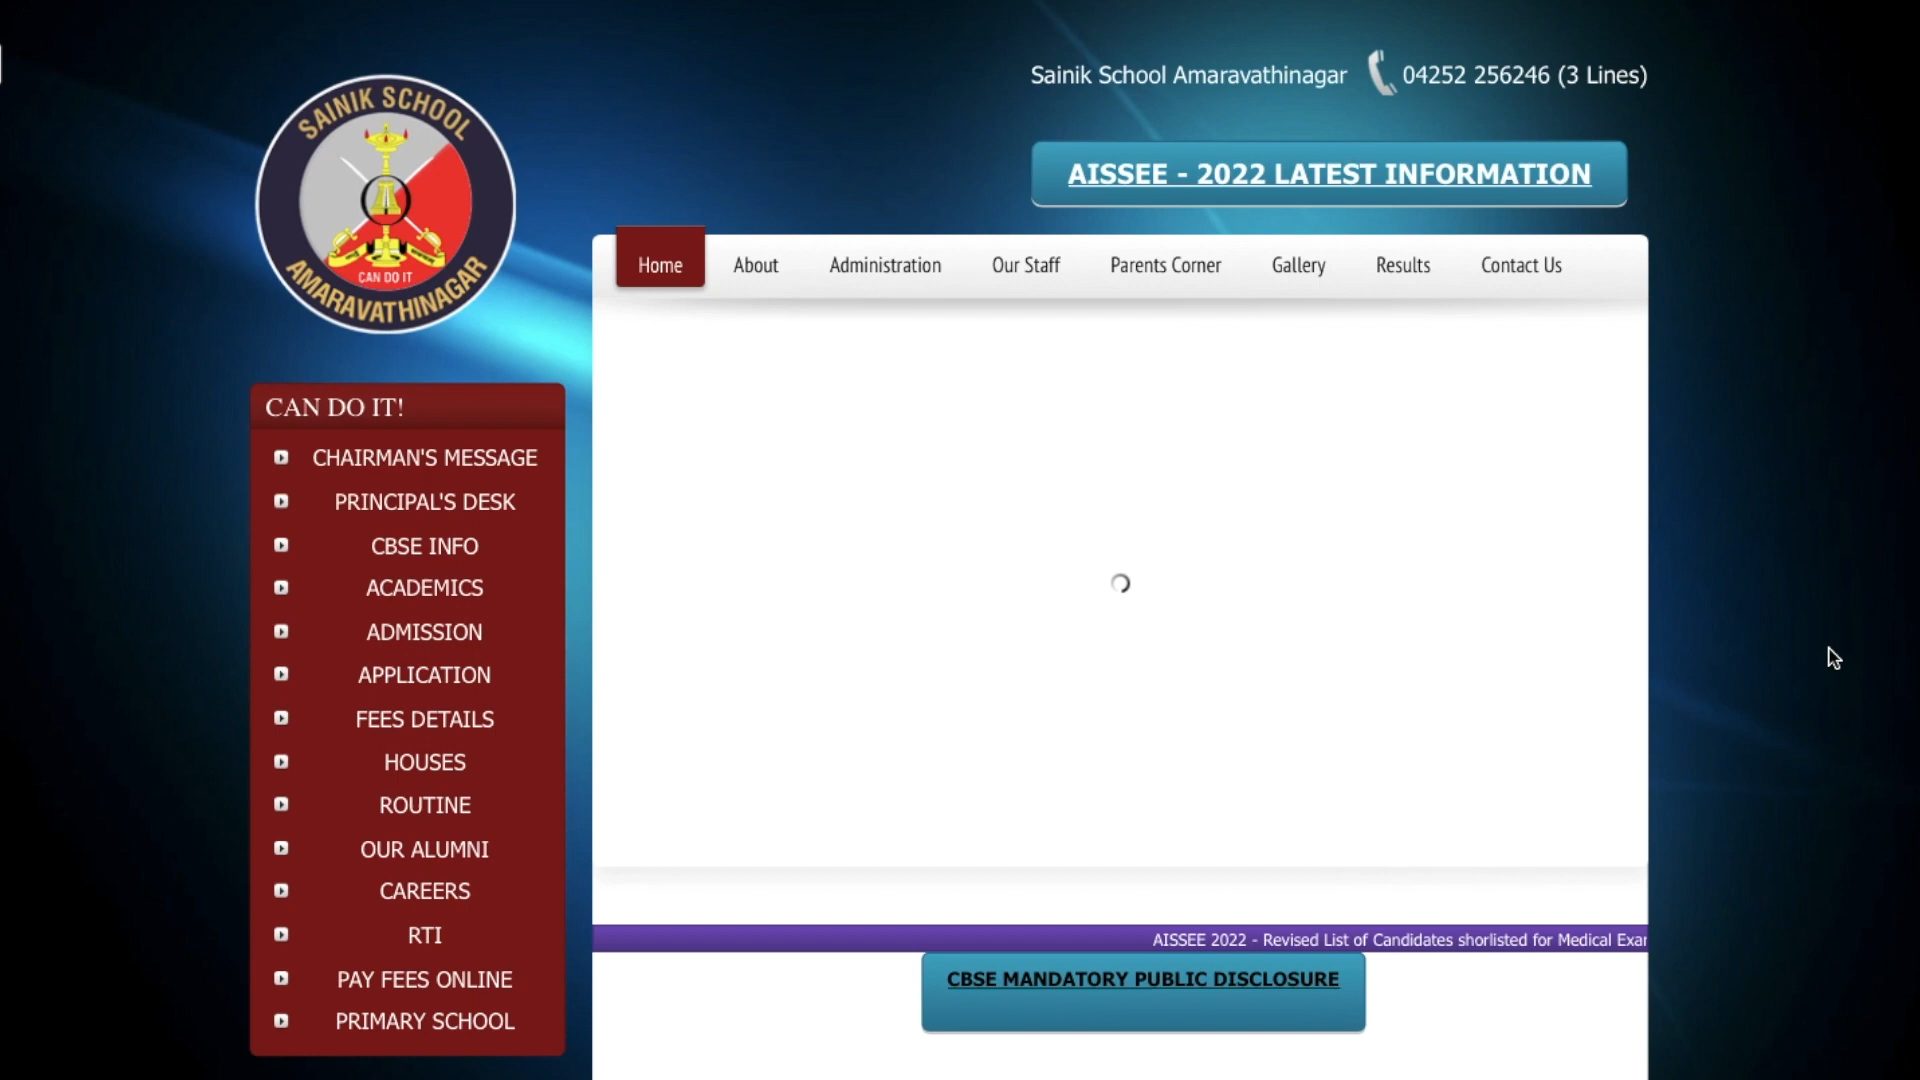 SAINIK SCHOOL
CAN DO IT
AMARAVATHINAGAR
Sainik School Amaravathinagar 04252 256246 (3 Lines)
AISSEE - 2022 LATEST INFORMATION
Home About Administration Our Staff Parents Corner Gallery Results Contact Us
CAN DO IT!
CHAIRMAN'S MESSAGE
PRINCIPAL'S DESK
CBSE INFO
ACADEMICS
ADMISSION
APPLICATION
FEES DETAILS
HOUSES
ROUTINE
OUR ALUMNI
CAREERS
RTI
PAY FEES ONLINE
PRIMARY SCHOOL
AISSEE 2022 - Revised List of Candidates shorlisted for Medical Exar
CBSE MANDATORY PUBLIC DISCLOSURE